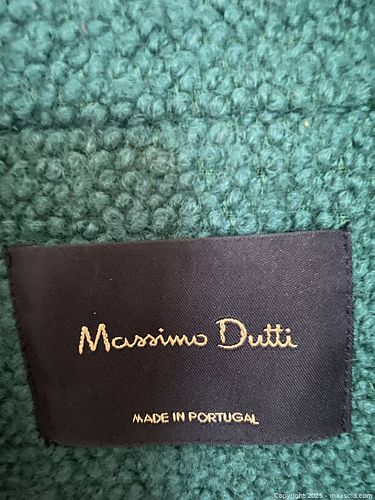 Massimo Dutti
MADE IN PORTUGAL
Copyright 2025 - maxsold.com